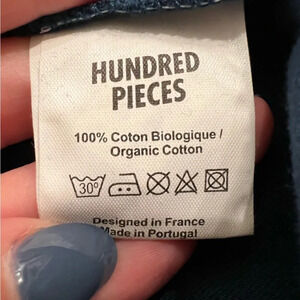 HUNDRED
PIECES
100% Coton Biologique /
Organic Cotton
30°
Designed in France
Made in Portugal